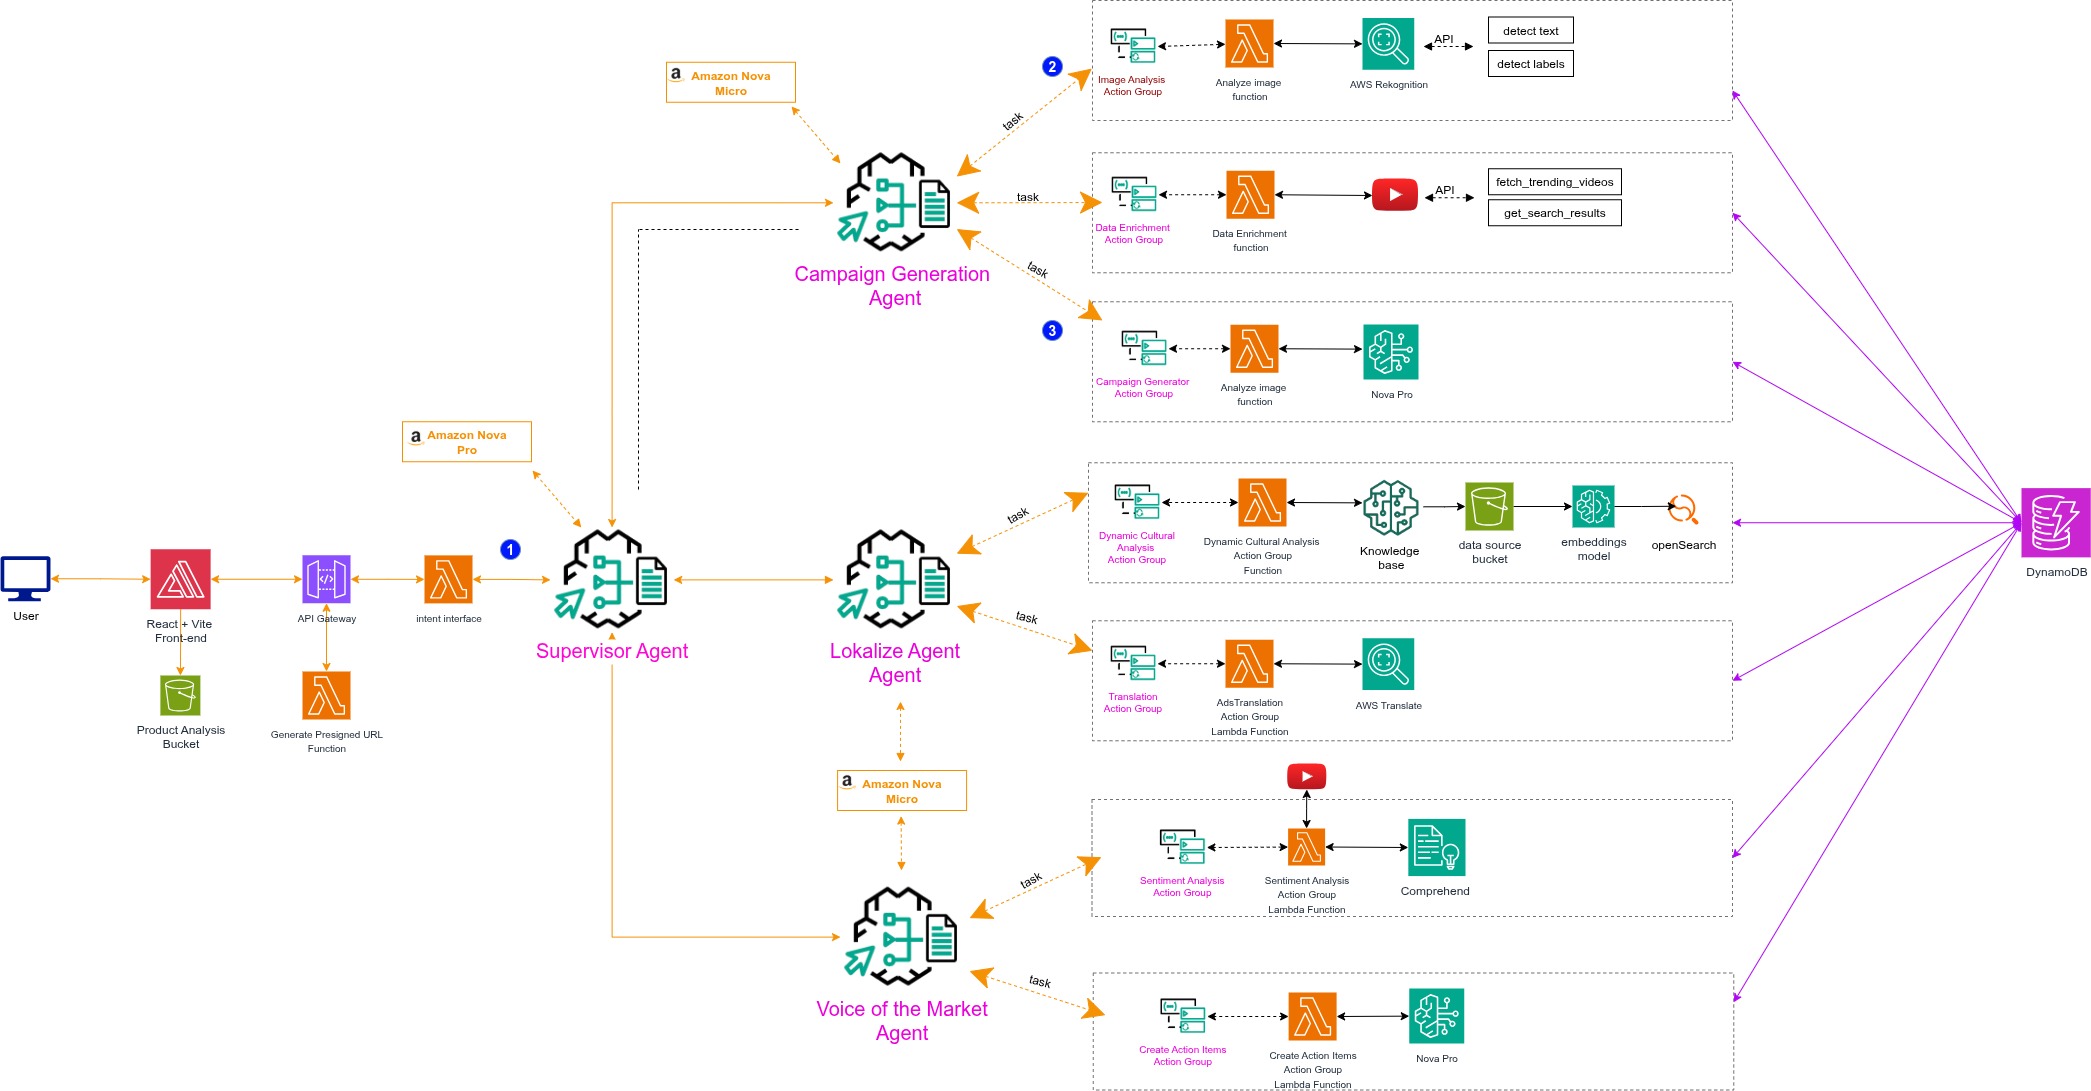 2
Image Analysis
Action Group
Analyze image
function
AWS Rekognition
API
detect text
detect labels
a Amazon Nova
Micro
task
Campaign Generation
Agent
task
Data Enrichment
Action Group
Data Enrichment
function
API
fetch_trending_videos
get_search_results
task
3
Campaign Generator
Action Group
Analyze image
function
Nova Pro
a Amazon Nova
Pro
User
React + Vite
Front-end
Product Analysis
Bucket
API Gateway
Generate Presigned URL
Function
intent interface
1
Supervisor Agent
Lokalize Agent
Agent
task
Dynamic Cultural
Analysis
Action Group
Dynamic Cultural Analysis
Action Group
Function
Knowledge
base
data source
bucket
embeddings
model
openSearch
DynamoDB
task
Translation
Action Group
AdsTranslation
Action Group
Lambda Function
AWS Translate
a Amazon Nova
Micro
Voice of the Market
Agent
task
Sentiment Analysis
Action Group
Sentiment Analysis
Action Group
Lambda Function
Comprehend
task
Create Action Items
Action Group
Create Action Items
Action Group
Lambda Function
Nova Pro